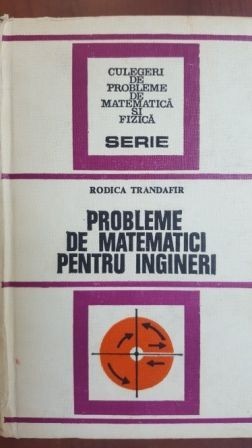 CULEGERI
DE
PROBLEME
DE
MATEMATICĂ
ȘI
FIZICĂ
SERIE
RODICA TRANDAFIR
PROBLEME
DE MATEMATICI
PENTRU INGINERI